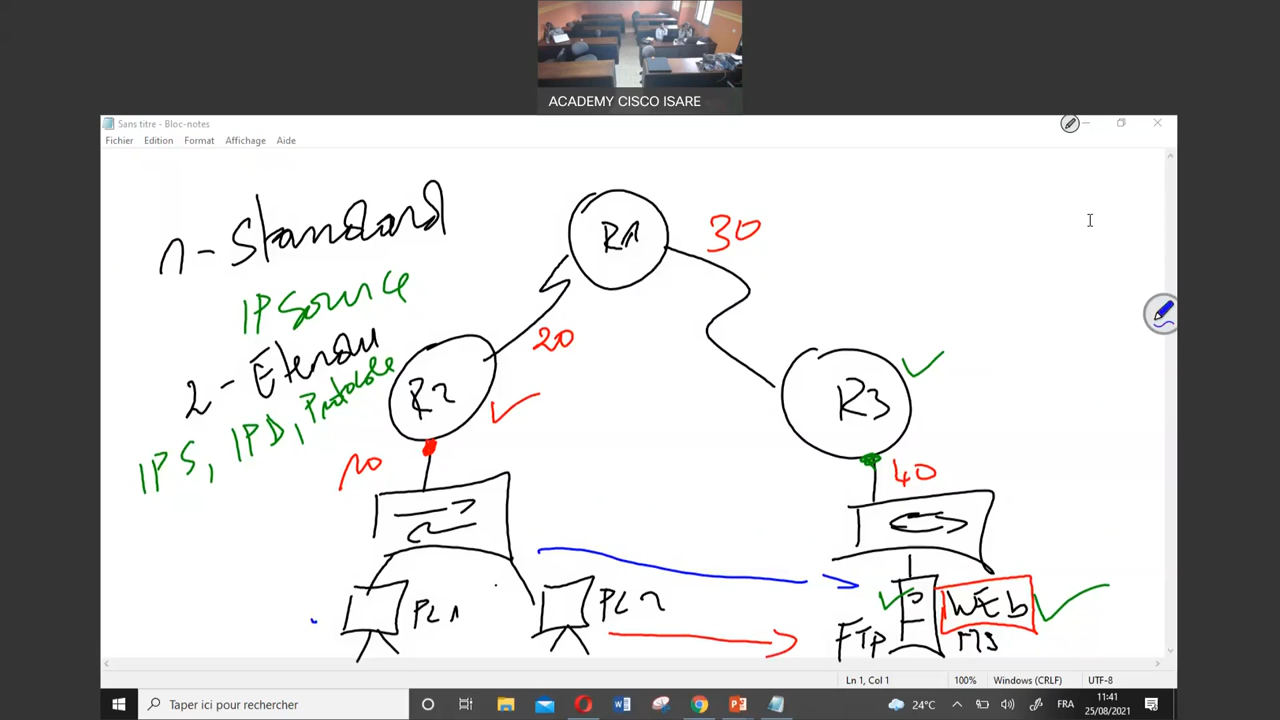 ACADEMY CISCO ISARE
Sans titre - Bloc-notes
Fichier Edition Format Affichage Aide
1- Standard
IP Source
2- Etendu
IPS, IPD, Protocole
R1
30
20
R2
R3
10
40
PC1
PC2
FTP
WEb
Ln 1, Col 1 100% Windows (CRLF) UTF-8
Taper ici pour rechercher
24°C
FRA
11:41
25/08/2021